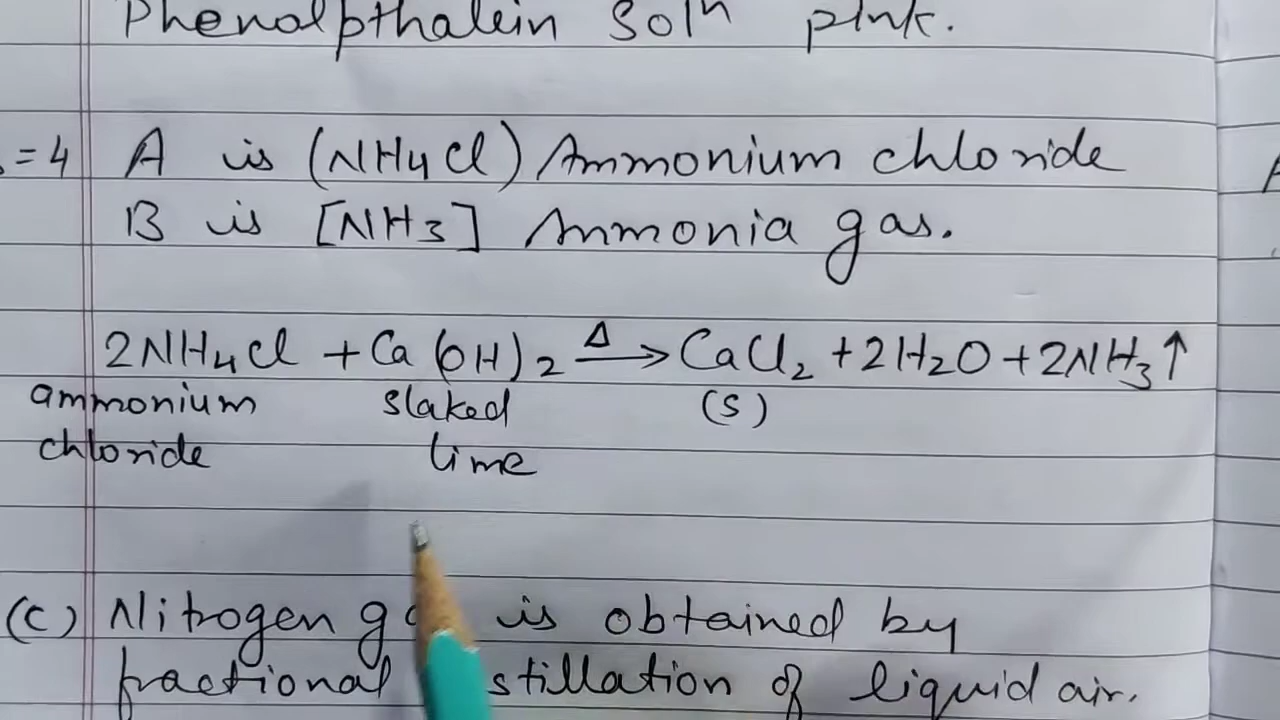 Phenolpthalein Solⁿ pink.
=4 A is (NH4Cl) Ammonium chloride
B is [NH3] Ammonia gas.
2NH₄Cl + Ca(OH)₂ Δ→ CaCl₂ + 2H₂O + 2NH₃↑
ammonium slaked (S)
chloride lime
(C) Nitrogen is obtained by
fractional of liquid air.